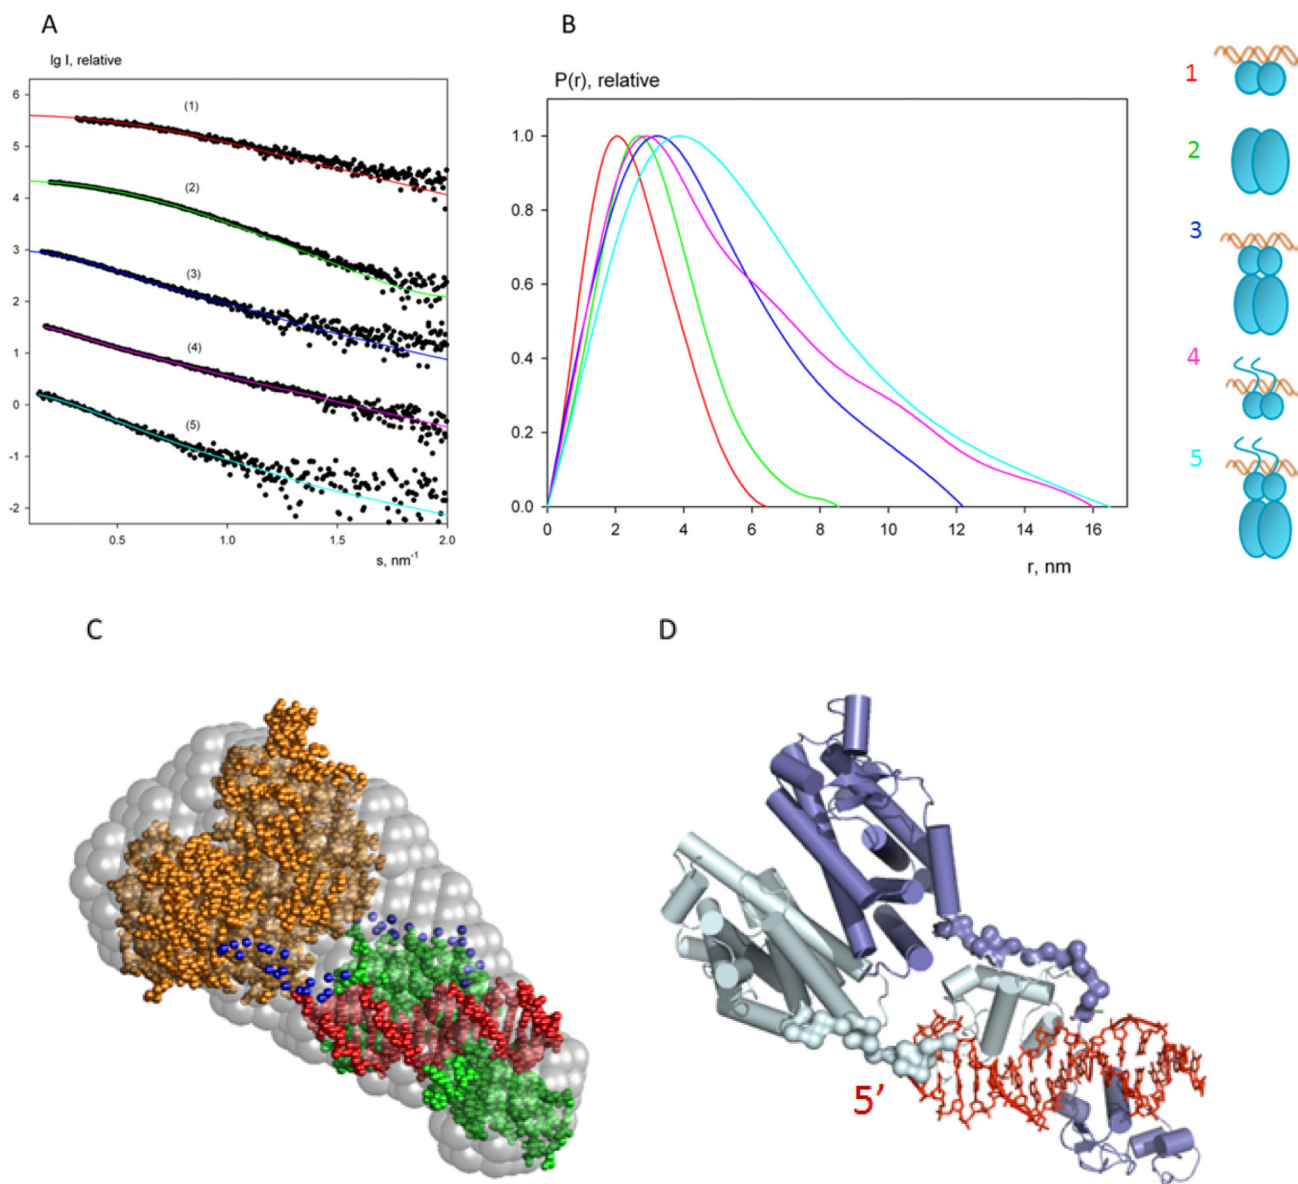 A
lg I, relative
6
5
4
3
2
1
0
-1
-2
(1)
(2)
(3)
(4)
(5)
0.5 1.0 1.5 2.0
s, nm-1
B
P(r), relative
1.0
0.8
0.6
0.4
0.2
0.0
0 2 4 6 8 10 12 14 16
r, nm
1
2
3
4
5
C
D
5’